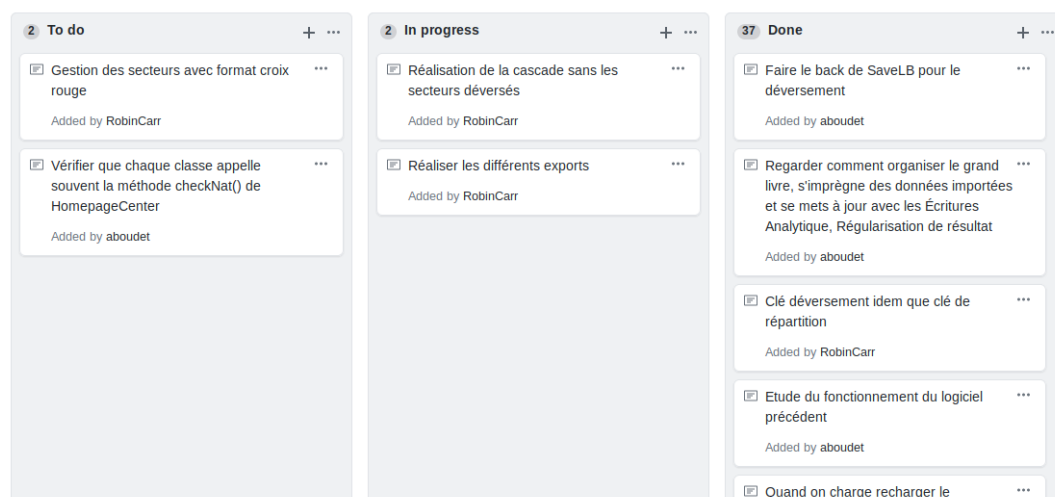 2 To do
Gestion des secteurs avec format croix
rouge
Added by RobinCarr
Vérifier que chaque classe appelle
souvent la méthode checkNat() de
HomepageCenter
Added by aboudet
2 In progress
Réalisation de la cascade sans les
secteurs déversés
Added by RobinCarr
Réaliser les différents exports
Added by RobinCarr
37 Done
Faire le back de SaveLB pour le
déversement
Added by aboudet
Regarder comment organiser le grand
livre, s'imprègne des données importées
et se mets à jour avec les Écritures
Analytique, Régularisation de résultat
Added by aboudet
Clé déversement idem que clé de
répartition
Added by RobinCarr
Etude du fonctionnement du logiciel
précédent
Added by aboudet
Quand on charge recharger le